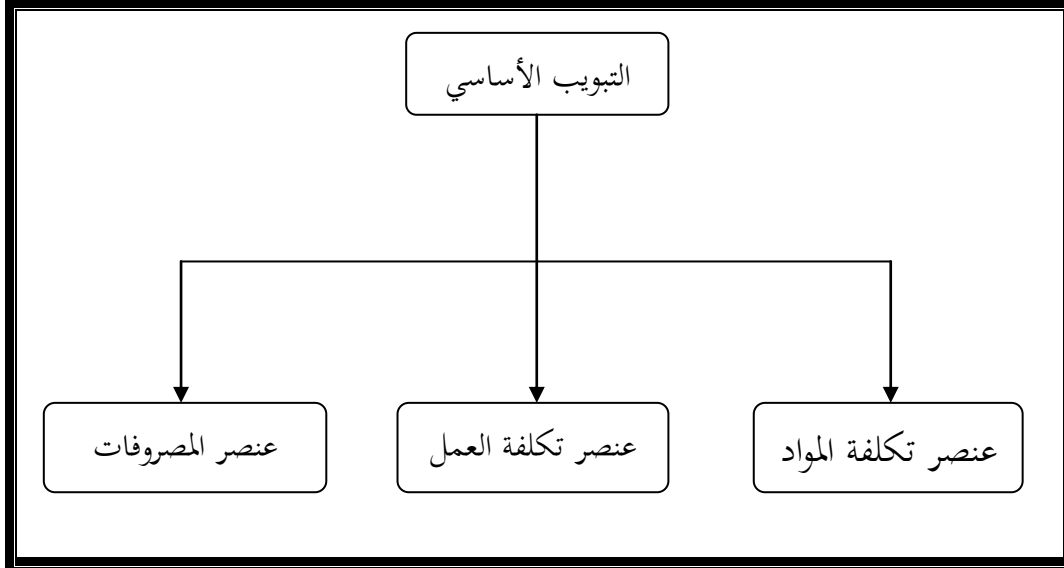 التبويب الأساسي
عنصر تكلفة المواد
عنصر تكلفة العمل
عنصر المصروفات